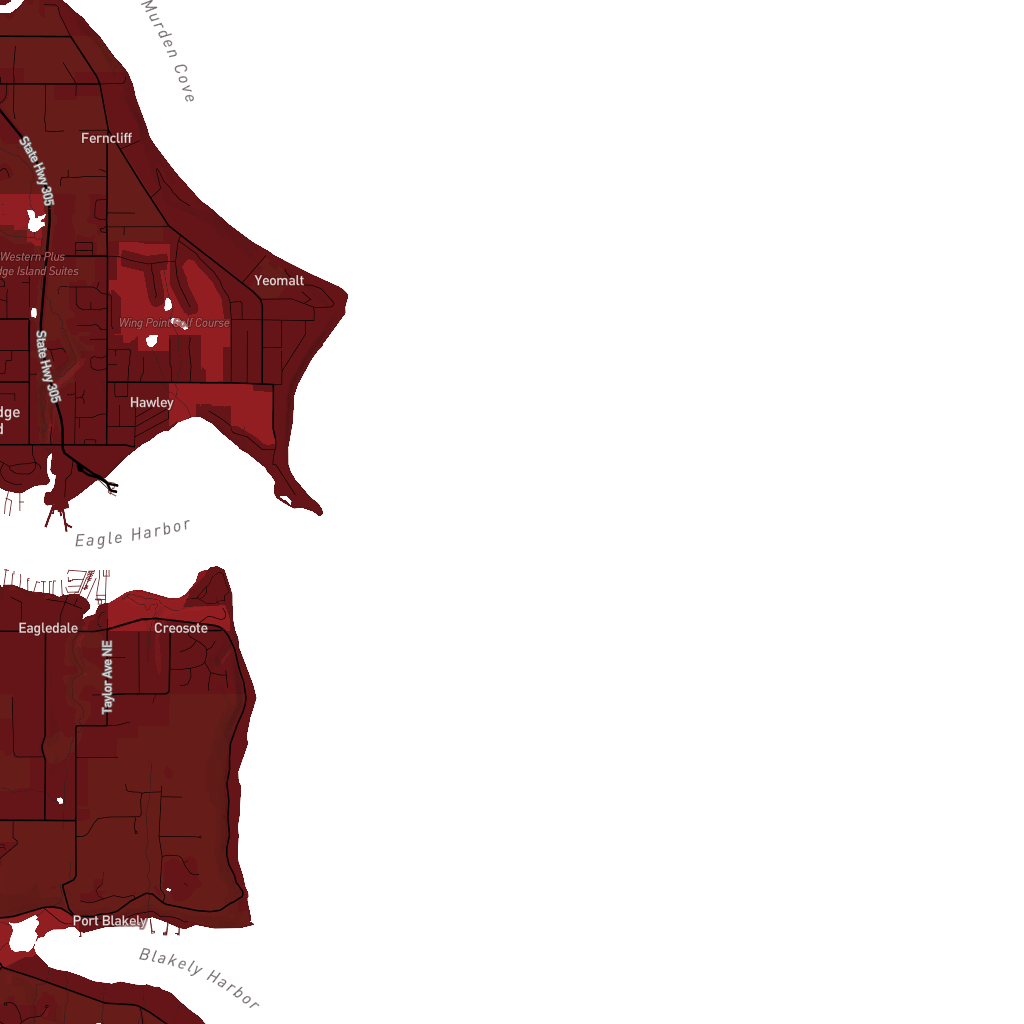 Murden Cove
Ferncliff
State Hwy 305
Western Plus
dge Island Suites
Yeomalt
Wing Point Golf Course
State Hwy 305
Hawley
dge
d
Eagle Harbor
Eagledale
Creosote
Taylor Ave NE
Port Blakely
Blakely Harbor